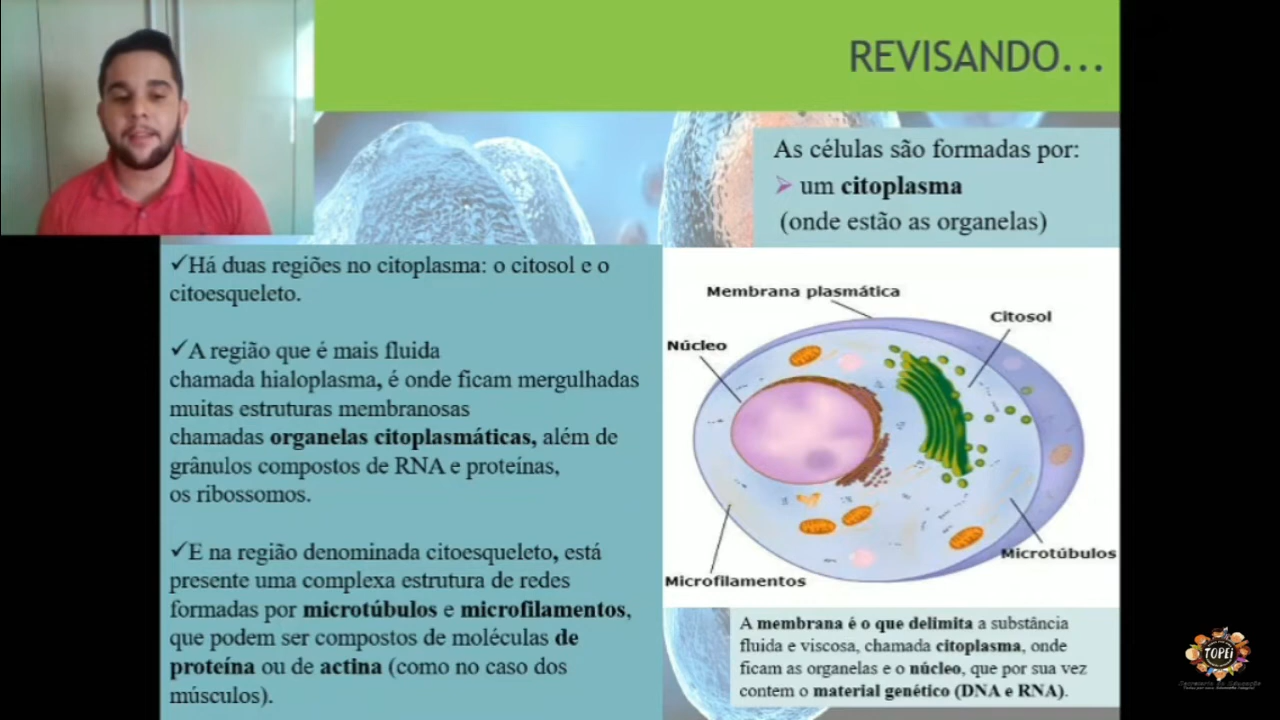 REVISANDO...
As células são formadas por:
➢ um citoplasma
(onde estão as organelas)
✓Há duas regiões no citoplasma: o citosol e o
citoesqueleto.
✓A região que é mais fluida
chamada hialoplasma, é onde ficam mergulhadas
muitas estruturas membranosas
chamadas organelas citoplasmáticas, além de
grânulos compostos de RNA e proteínas,
os ribossomos.
✓E na região denominada citoesqueleto, está
presente uma complexa estrutura de redes
formadas por microtúbulos e microfilamentos,
que podem ser compostos de moléculas de
proteína ou de actina (como no caso dos
músculos).
Membrana plasmática
Citosol
Núcleo
Microtúbulos
Microfilamentos
A membrana é o que delimita a substância
fluida e viscosa, chamada citoplasma, onde
ficam as organelas e o núcleo, que por sua vez
contem o material genético (DNA e RNA).
TOPEi
Secretaria de Educação